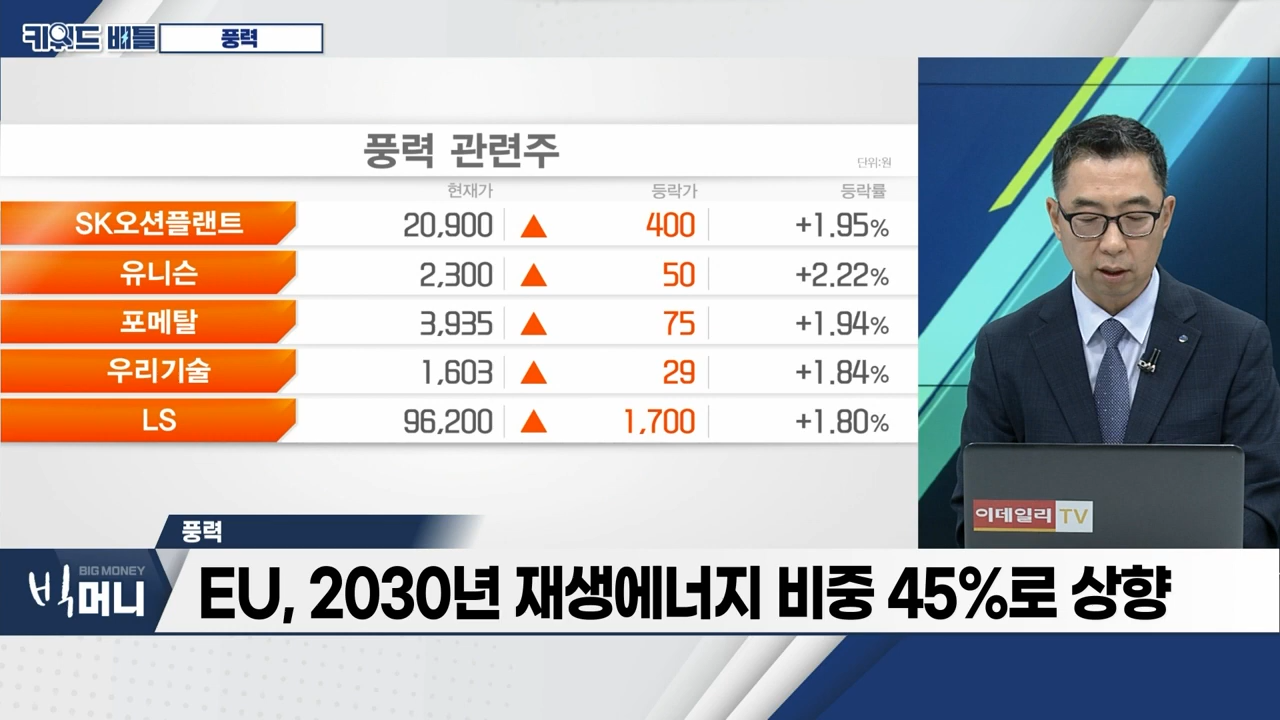 키워드 배틀 풍력
풍력 관련주
단위:원
현재가 등락가 등락률
SK오션플랜트 20,900 ▲ 400 +1.95%
유니슨 2,300 ▲ 50 +2.22%
포메탈 3,935 ▲ 75 +1.94%
우리기술 1,603 ▲ 29 +1.84%
LS 96,200 ▲ 1,700 +1.80%
이데일리 TV
풍력
BIG MONEY
빅머니
EU, 2030년 재생에너지 비중 45%로 상향